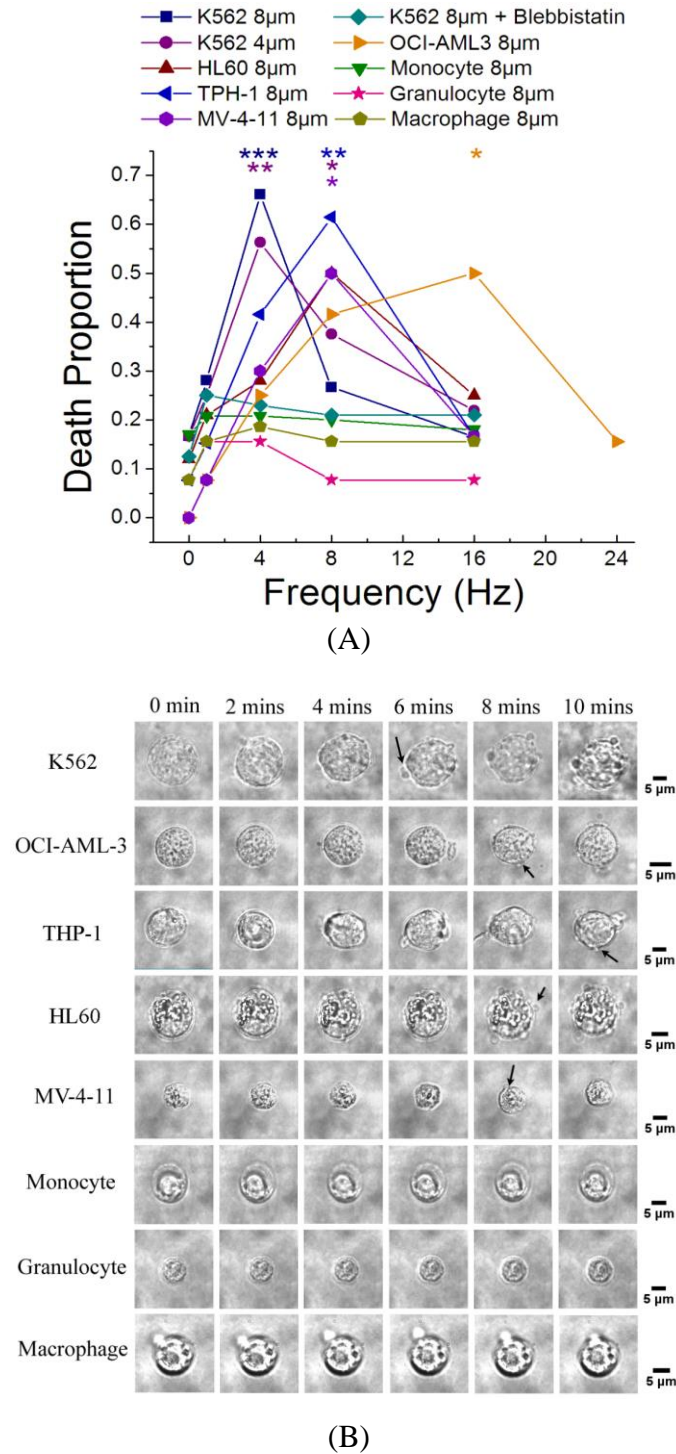 K562 8µm K562 8µm + Blebbistatin
K562 4µm OCI-AML3 8µm
HL60 8µm Monocyte 8µm
TPH-1 8µm Granulocyte 8µm
MV-4-11 8µm Macrophage 8µm
*** ** *
** *
*
0.7
0.6
0.5
0.4
0.3
0.2
0.1
0.0
Death Proportion
0 4 8 12 16 20 24
Frequency (Hz)
(A)
0 min 2 mins 4 mins 6 mins 8 mins 10 mins
K562 5 µm
OCI-AML-3 5 µm
THP-1 5 µm
HL60 5 µm
MV-4-11 5 µm
Monocyte 5 µm
Granulocyte 5 µm
Macrophage 5 µm
(B)